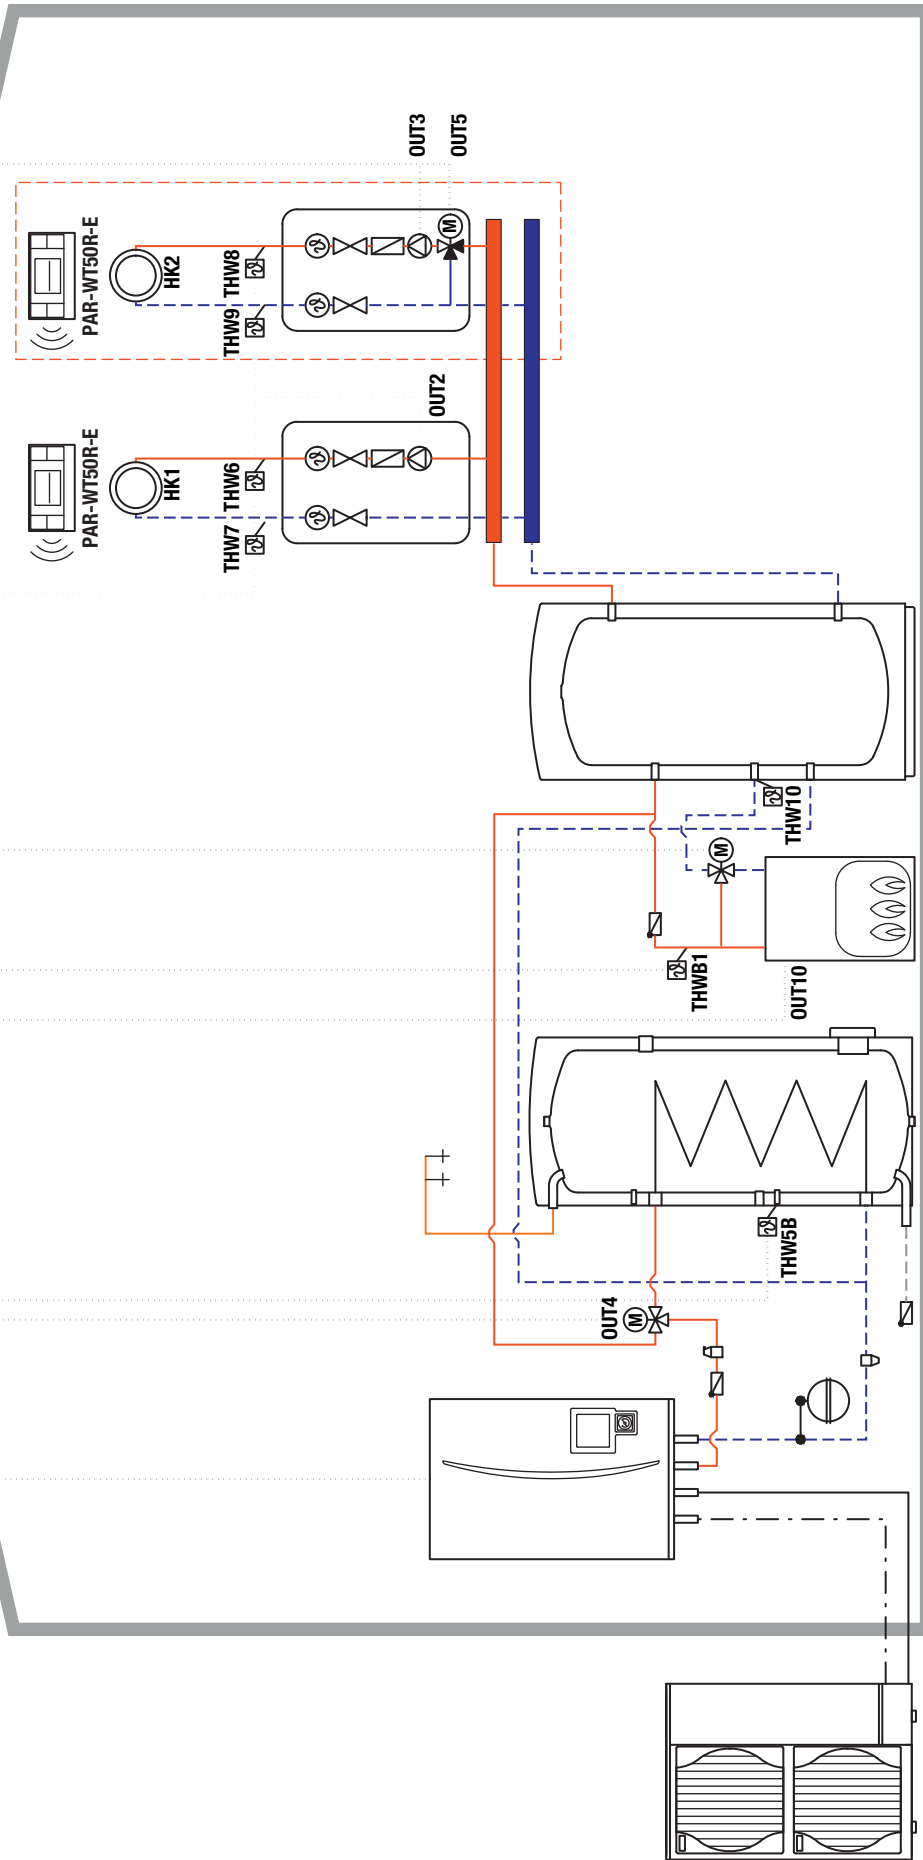 PAR-WT50R-E
HK2
THW8
THW9
OUT3
OUT5
M
PAR-WT50R-E
HK1
THW6
THW7
OUT2
THW10
M
THWB1
OUT10
THW5B
OUT4
M